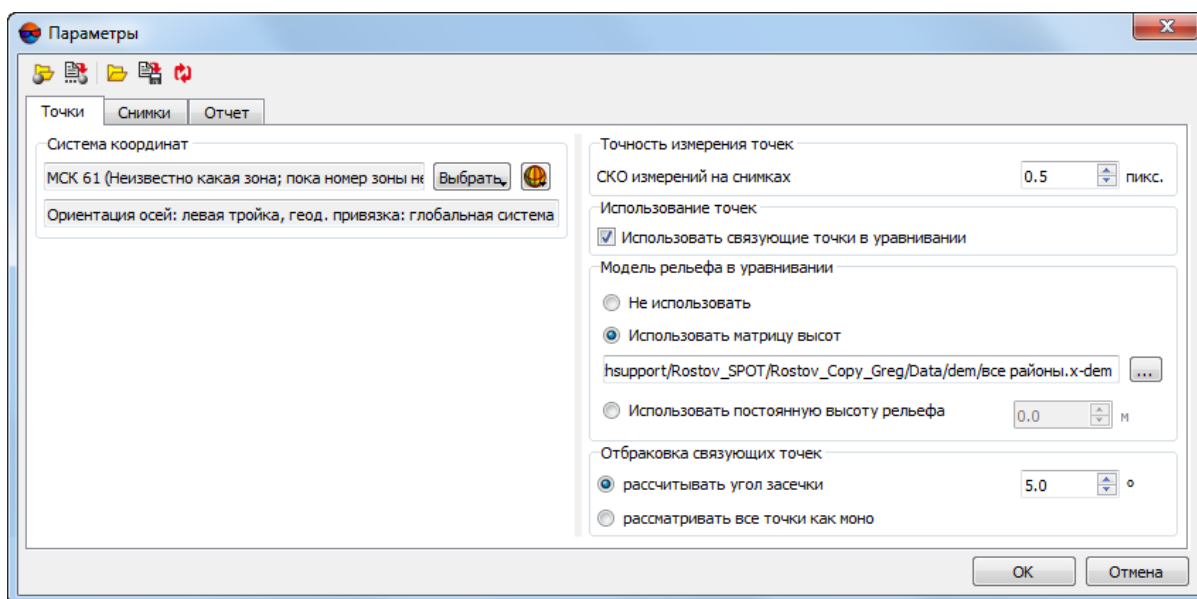 Параметры
Точки Снимки Отчет
Система координат
МСК 61 (Неизвестно какая зона; пока номер зоны не Выбрать
Ориентация осей: левая тройка, геод. привязка: глобальная система
Точность измерения точек
СКО измерений на снимках 0.5 пикс.
Использование точек
Использовать связующие точки в уравнивании
Модель рельефа в уравнивании
Не использовать
Использовать матрицу высот
hsupport/Rostov_SPOT/Rostov_Copy_Greg/Data/dem/все районы.x-dem ...
Использовать постоянную высоту рельефа 0.0 м
Отбраковка связующих точек
рассчитывать угол засечки 5.0 °
рассматривать все точки как моно
OK Отмена